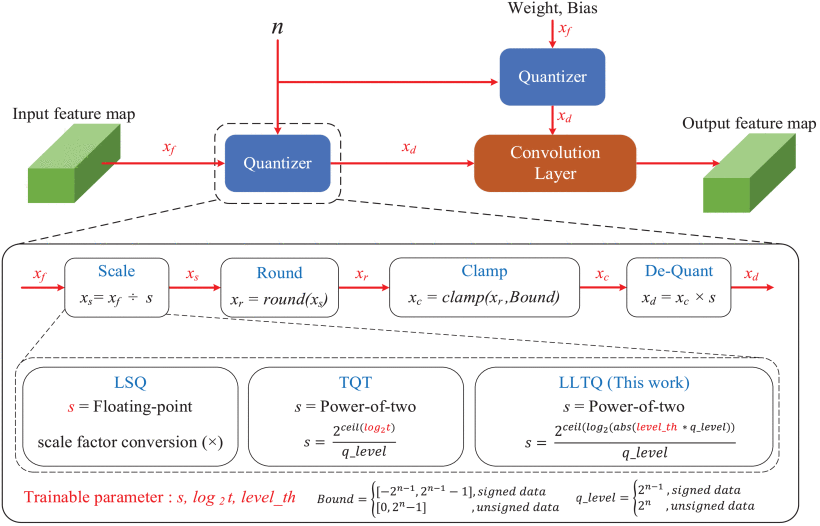 Weight, Bias
n
x_f
Quantizer
Input feature map
x_d
Output feature map
x_f
Quantizer
x_d
Convolution
Layer
x_f
Scale
x_s = x_f ÷ s
x_s
Round
x_r = round(x_s)
x_r
Clamp
x_c = clamp(x_r, Bound)
x_c
De-Quant
x_d = x_c × s
x_d
LSQ
s = Floating-point
scale factor conversion (×)
TQT
s = Power-of-two
s = 2^{ceil(log_2 t)} / q_level
LLTQ (This work)
s = Power-of-two
s = 2^{ceil(log_2(abs(level_th * q_level)))} / q_level
Trainable parameter : s, log_2 t, level_th
Bound = { [-2^{n-1}, 2^{n-1} - 1], signed data
[0, 2^n - 1] , unsigned data
q_level = { 2^{n-1} , signed data
2^n , unsigned data